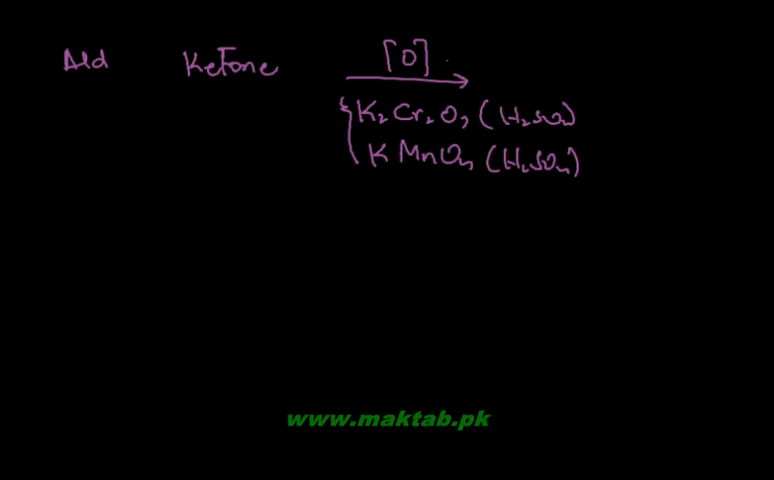 Ald Ketone [O]
K₂Cr₂O₇ (H₂SO₄)
KMnO₄ (H₂SO₄)
www.maktab.pk